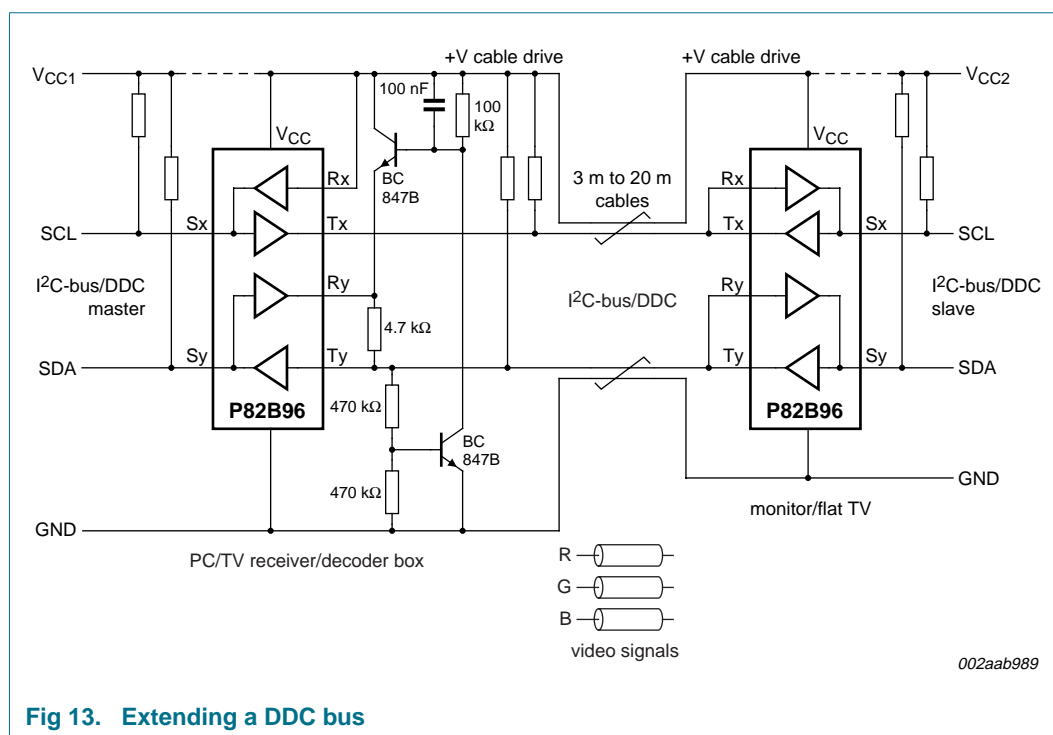 +V cable drive
+V cable drive
VCC1
VCC2
100 nF
100
kΩ
VCC
VCC
BC
847B
3 m to 20 m
cables
Rx
Rx
Sx
Tx
Tx
Sx
SCL
SCL
I2C-bus/DDC
master
Ry
Ry
I2C-bus/DDC
I2C-bus/DDC
slave
4.7 kΩ
SDA
Sy
Ty
Ty
Sy
SDA
P82B96
P82B96
470 kΩ
BC
847B
470 kΩ
GND
GND
monitor/flat TV
PC/TV receiver/decoder box
R
G
B
video signals
002aab989
Fig 13. Extending a DDC bus